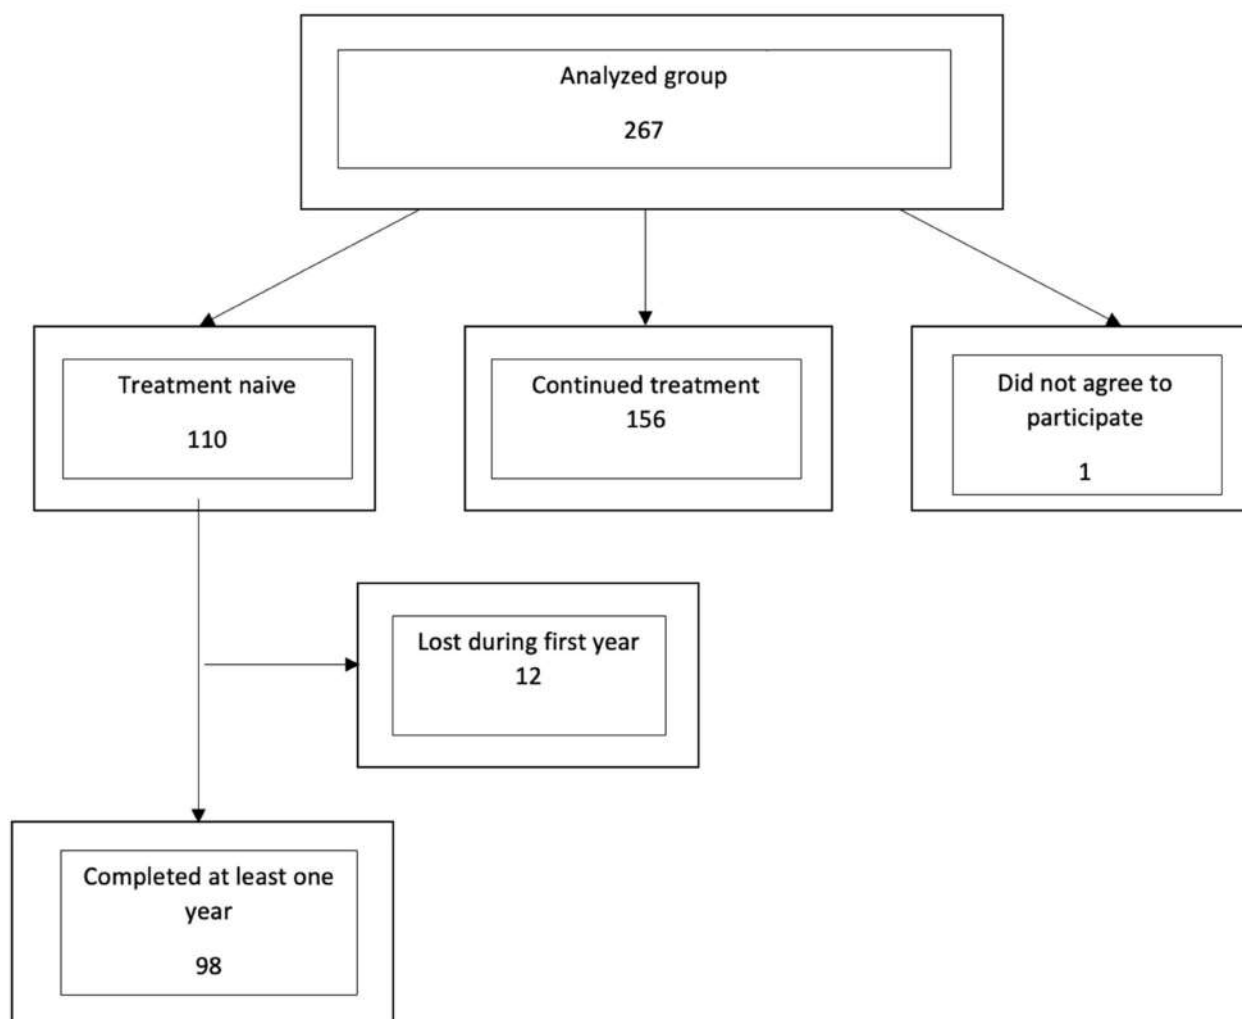 Analyzed group
267
Treatment naive
110
Continued treatment
156
Did not agree to
participate
1
Lost during first year
12
Completed at least one
year
98